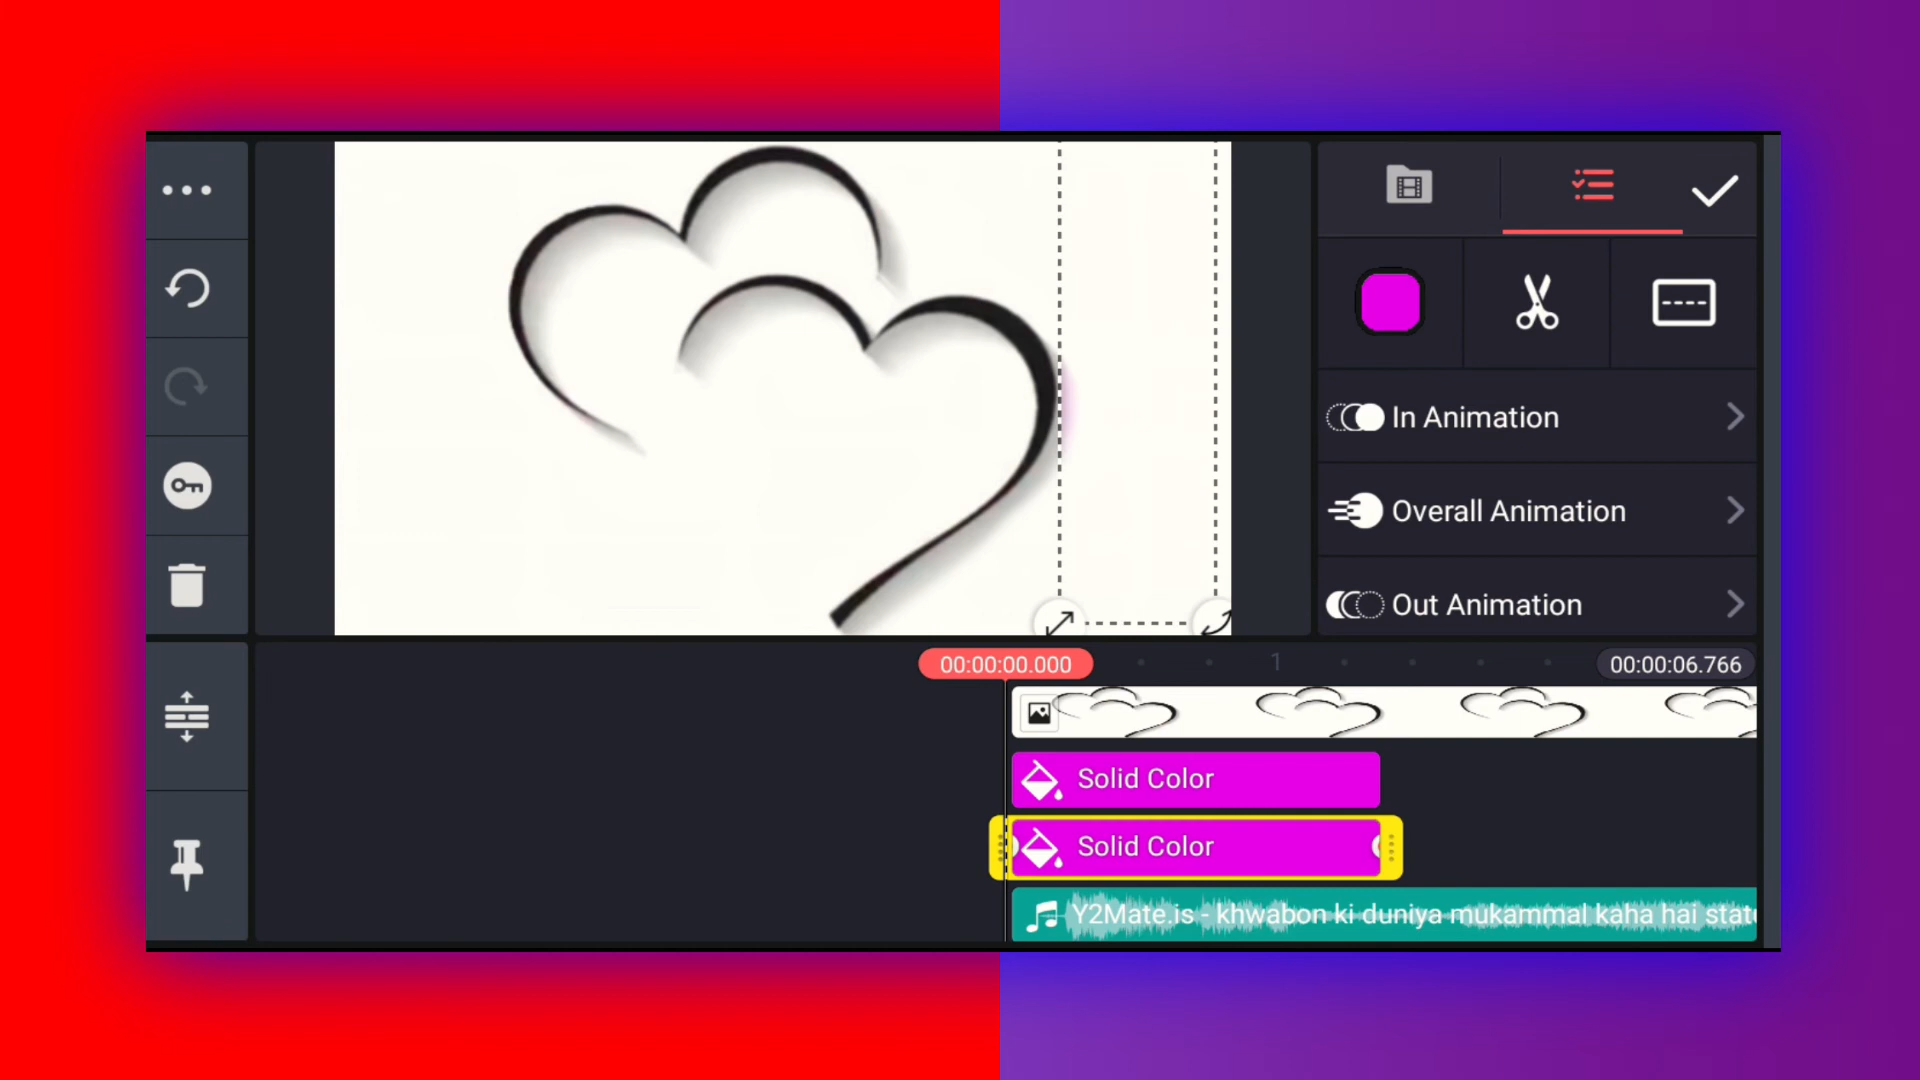 In Animation
Overall Animation
Out Animation
00:00:00.000
1
00:00:06.766
Solid Color
Solid Color
Y2Mate.is - khwabon ki duniya mukammal kaha hai stat